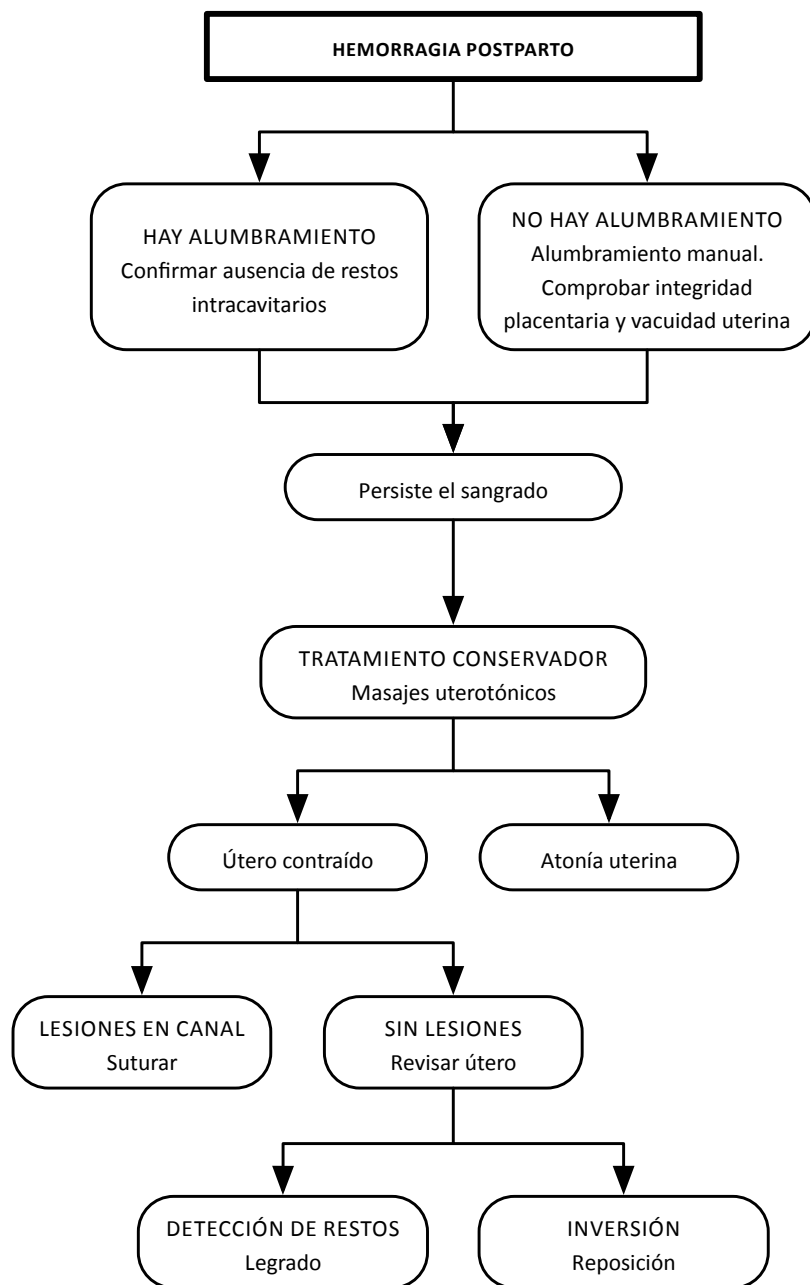 HEMORRAGIA POSTPARTO
HAY ALUMBRAMIENTO
Confirmar ausencia de restos
intracavitarios
NO HAY ALUMBRAMIENTO
Alumbramiento manual.
Comprobar integridad
placentaria y vacuidad uterina
Persiste el sangrado
TRATAMIENTO CONSERVADOR
Masajes uterotónicos
Útero contraído
Atonía uterina
LESIONES EN CANAL
Suturar
SIN LESIONES
Revisar útero
DETECCIÓN DE RESTOS
Legrado
INVERSIÓN
Reposición